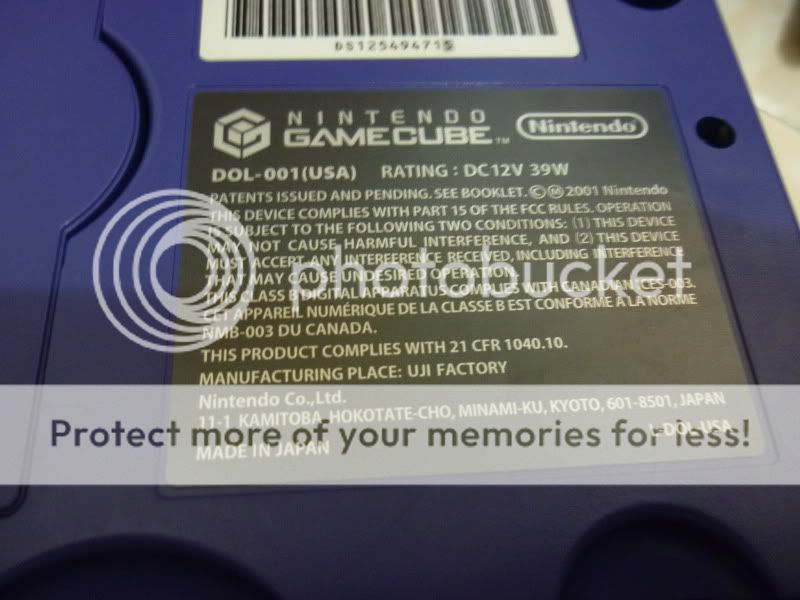 DS125494715
NINTENDO
GAMECUBE™ Nintendo
DOL-001(USA) RATING : DC12V 39W
PATENTS ISSUED AND PENDING. SEE BOOKLET. ©Ⓜ 2001 Nintendo
THIS DEVICE COMPLIES WITH PART 15 OF THE FCC RULES. OPERATION
IS SUBJECT TO THE FOLLOWING TWO CONDITIONS: (1) THIS DEVICE
MAY NOT CAUSE HARMFUL INTERFERENCE, AND (2) THIS DEVICE
MUST ACCEPT ANY INTERFERENCE RECEIVED, INCLUDING INTERFERENCE
THAT MAY CAUSE UNDESIRED OPERATION.
THIS CLASS B DIGITAL APPARATUS COMPLIES WITH CANADIAN ICES-003.
CET APPAREIL NUMÉRIQUE DE LA CLASSE B EST CONFORME A LA NORME
NMB-003 DU CANADA.
THIS PRODUCT COMPLIES WITH 21 CFR 1040.10.
MANUFACTURING PLACE: UJI FACTORY
Nintendo Co.,Ltd.
11-1 KAMITOBA, HOKOTATE-CHO, MINAMI-KU, KYOTO, 601-8501, JAPAN
MADE IN JAPAN L-DOL-USA
photobucket
Protect more of your memories for less!